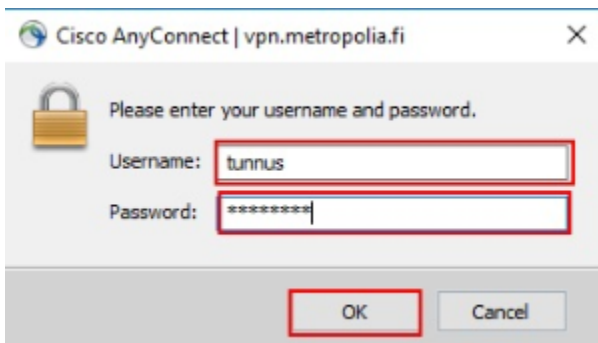 Cisco AnyConnect | vpn.metropolia.fi
Please enter your username and password.
Username: tunnus
Password: ********
OK Cancel